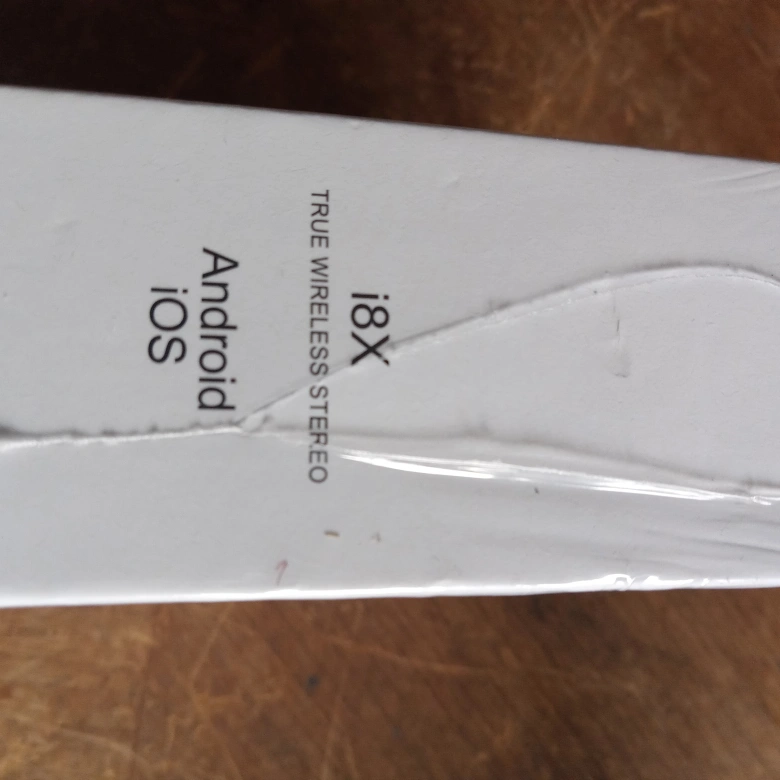 i8X
TRUE WIRELESS STEREO
Android
iOS